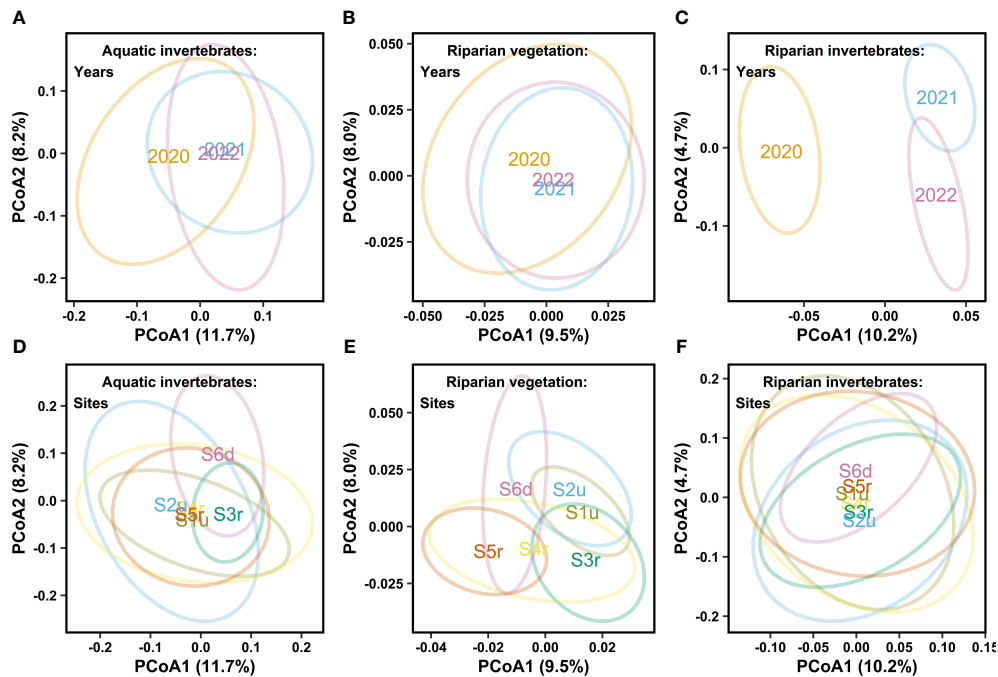 A
B
C
Aquatic invertebrates:
Years
Riparian vegetation:
Years
Riparian invertebrates:
Years
PCoA2 (8.2%)
0.1
0.0
-0.1
-0.2
2020
2021
2022
-0.2
-0.1
0.0
0.1
PCoA1 (11.7%)
PCoA2 (8.0%)
0.050
0.025
0.000
-0.025
2020
2022
2021
-0.050
-0.025
0.000
0.025
PCoA1 (9.5%)
PCoA2 (4.7%)
0.1
0.0
-0.1
2020
2021
2022
-0.05
0.00
0.05
PCoA1 (10.2%)
D
E
F
Aquatic invertebrates:
Sites
Riparian vegetation:
Sites
Riparian invertebrates:
Sites
PCoA2 (8.2%)
0.2
0.1
0.0
-0.1
-0.2
S6d
S2u
S4r
S5r
S1u
S3r
-0.2
-0.1
0.0
0.1
0.2
PCoA1 (11.7%)
PCoA2 (8.0%)
0.050
0.025
0.000
-0.025
S6d
S2u
S1u
S5r
S4r
S3r
-0.04
-0.02
0.00
0.02
PCoA1 (9.5%)
PCoA2 (4.7%)
0.2
0.1
0.0
-0.1
-0.2
S6d
S5r
S1u
S3r
S2u
-0.10
-0.05
0.00
0.05
0.10
0.15
PCoA1 (10.2%)